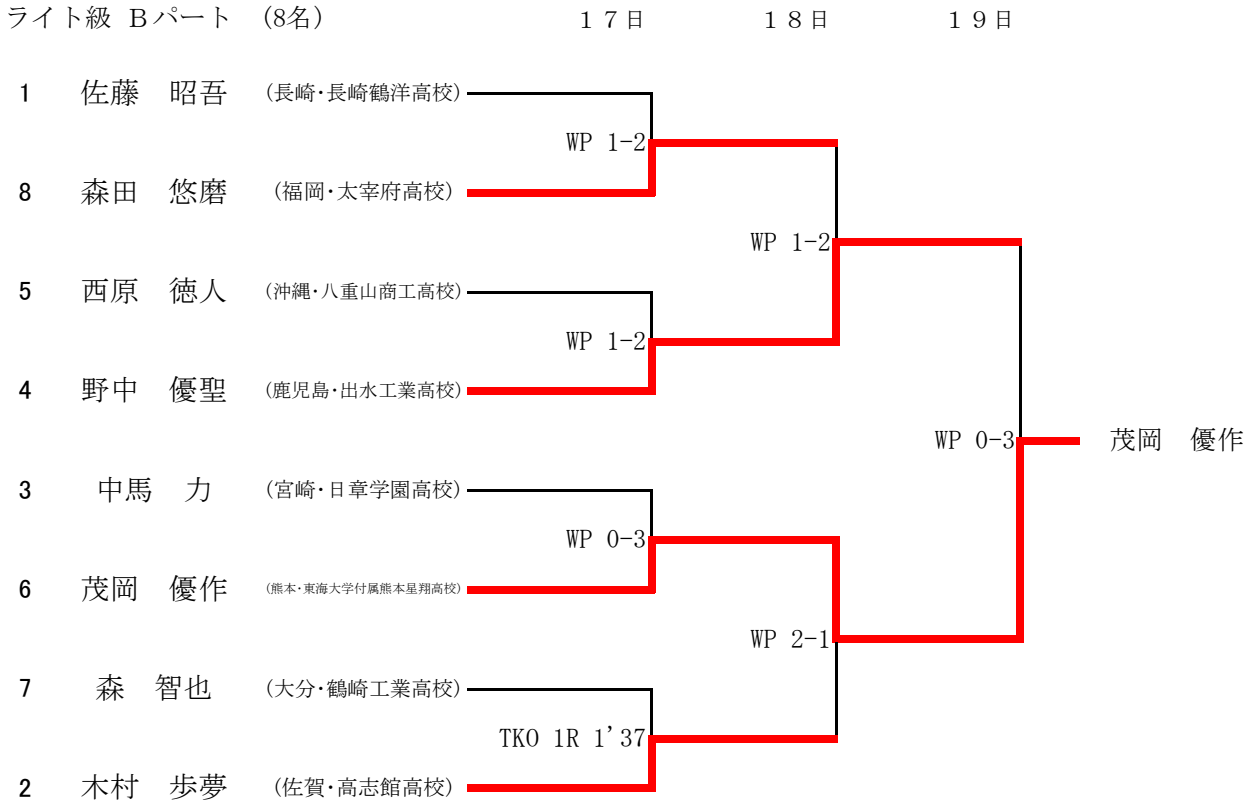 ライト級 Bパート (8名) 17日 18日 19日
1 佐藤 昭吾 (長崎・長崎鶴洋高校)
WP 1-2
8 森田 悠磨 (福岡・太宰府高校)
WP 1-2
5 西原 徳人 (沖縄・八重山商工高校)
WP 1-2
4 野中 優聖 (鹿児島・出水工業高校)
WP 0-3 茂岡 優作
3 中馬 力 (宮崎・日章学園高校)
WP 0-3
6 茂岡 優作 (熊本・東海大学付属熊本星翔高校)
WP 2-1
7 森 智也 (大分・鶴崎工業高校)
TKO 1R 1'37
2 木村 歩夢 (佐賀・高志館高校)